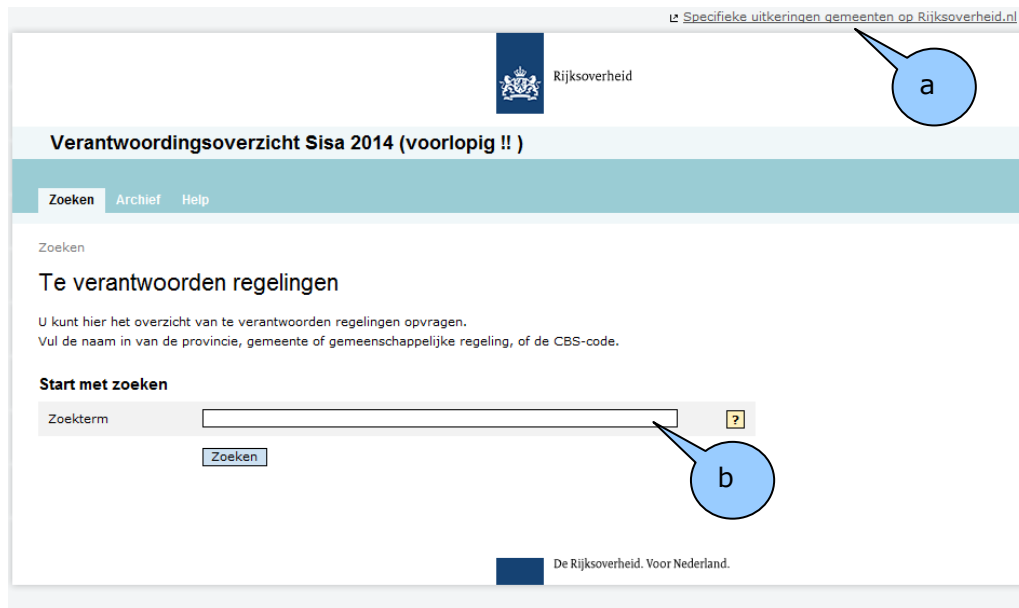 Specifieke uitkeringen gemeenten op Rijksoverheid.nl
a
Rijksoverheid
Verantwoordingsoverzicht Sisa 2014 (voorlopig !! )
Zoeken Archief Help
Zoeken
Te verantwoorden regelingen
U kunt hier het overzicht van te verantwoorden regelingen opvragen.
Vul de naam in van de provincie, gemeente of gemeenschappelijke regeling, of de CBS-code.
Start met zoeken
Zoekterm ?
Zoeken
b
De Rijksoverheid. Voor Nederland.